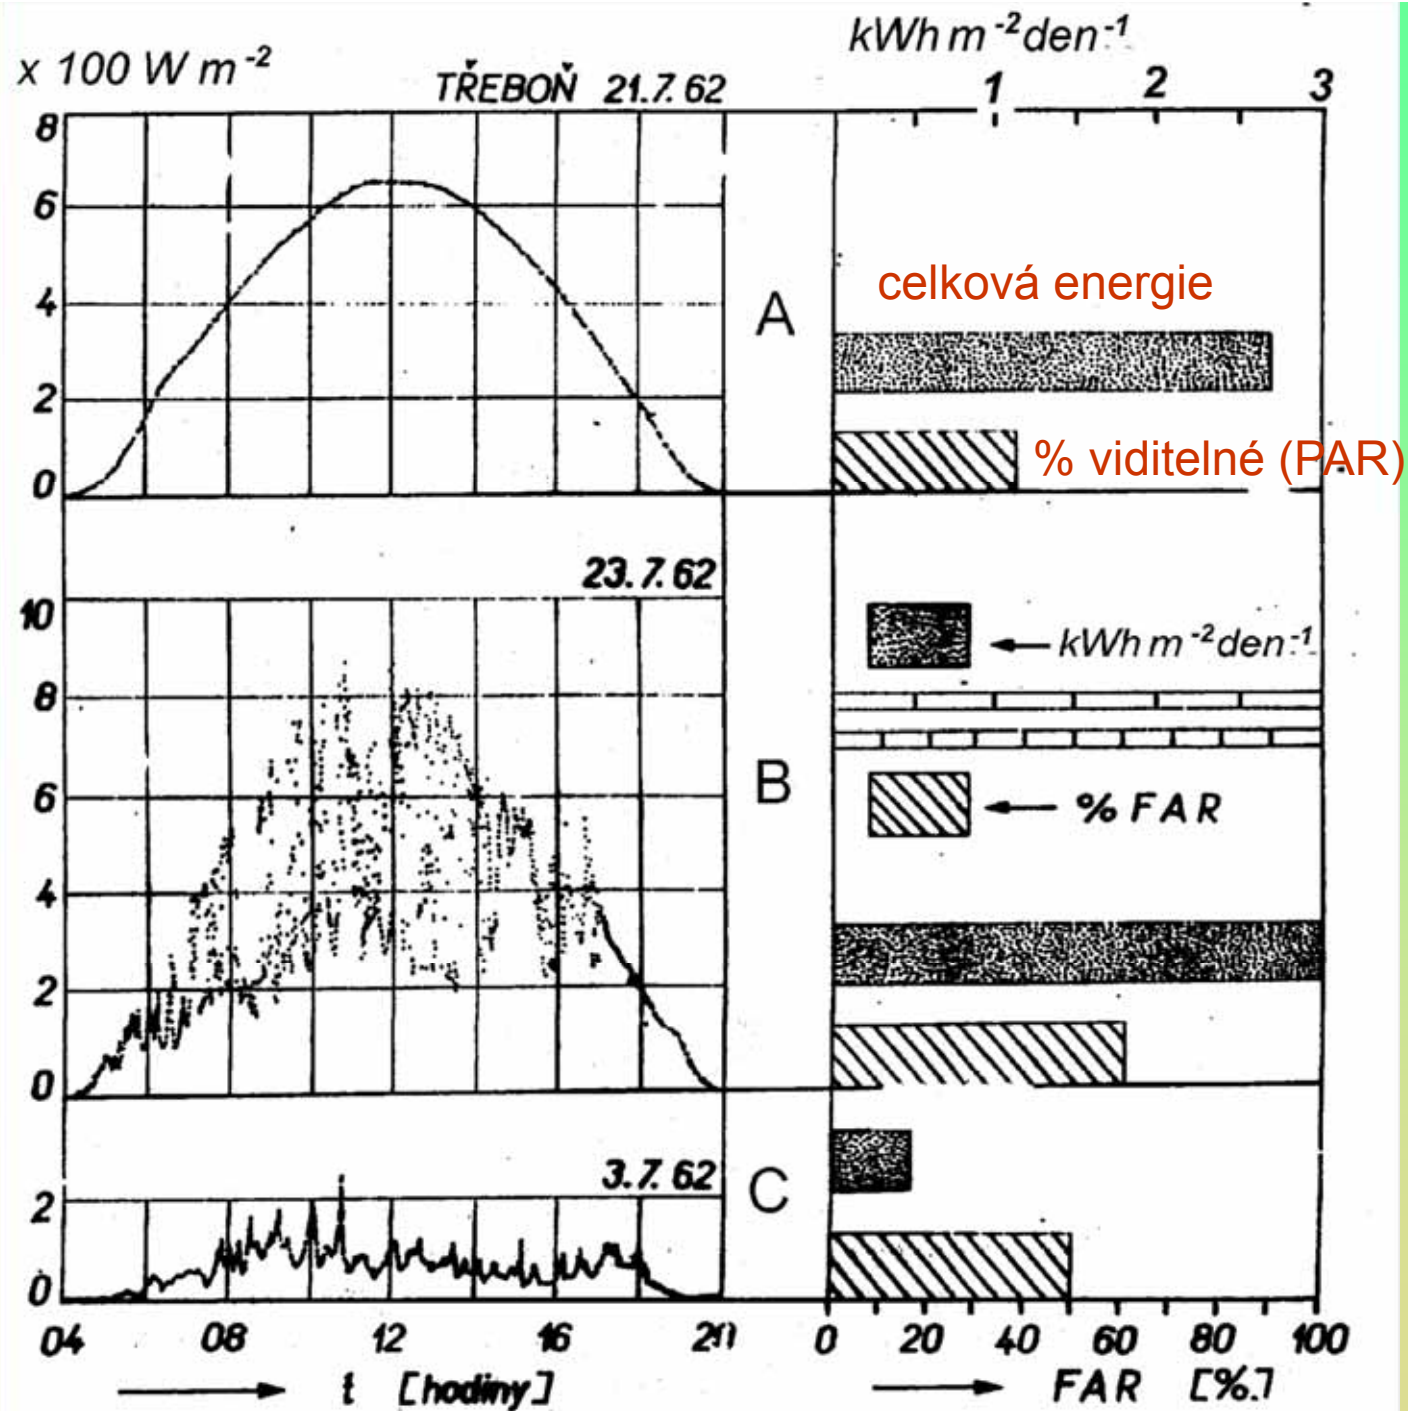 x 100 W m⁻²
TŘEBOŇ 21.7.62
kWh m⁻² den⁻¹
1 2 3
8
6
4
2
0
A
celková energie
% viditelné (PAR)
23.7.62
10
8
6
4
2
0
B
kWh m⁻² den⁻¹
% FAR
3.7.62
2
0
C
04 08 12 16
0 20 40 60 80 100
t [hodiny]
FAR [%]